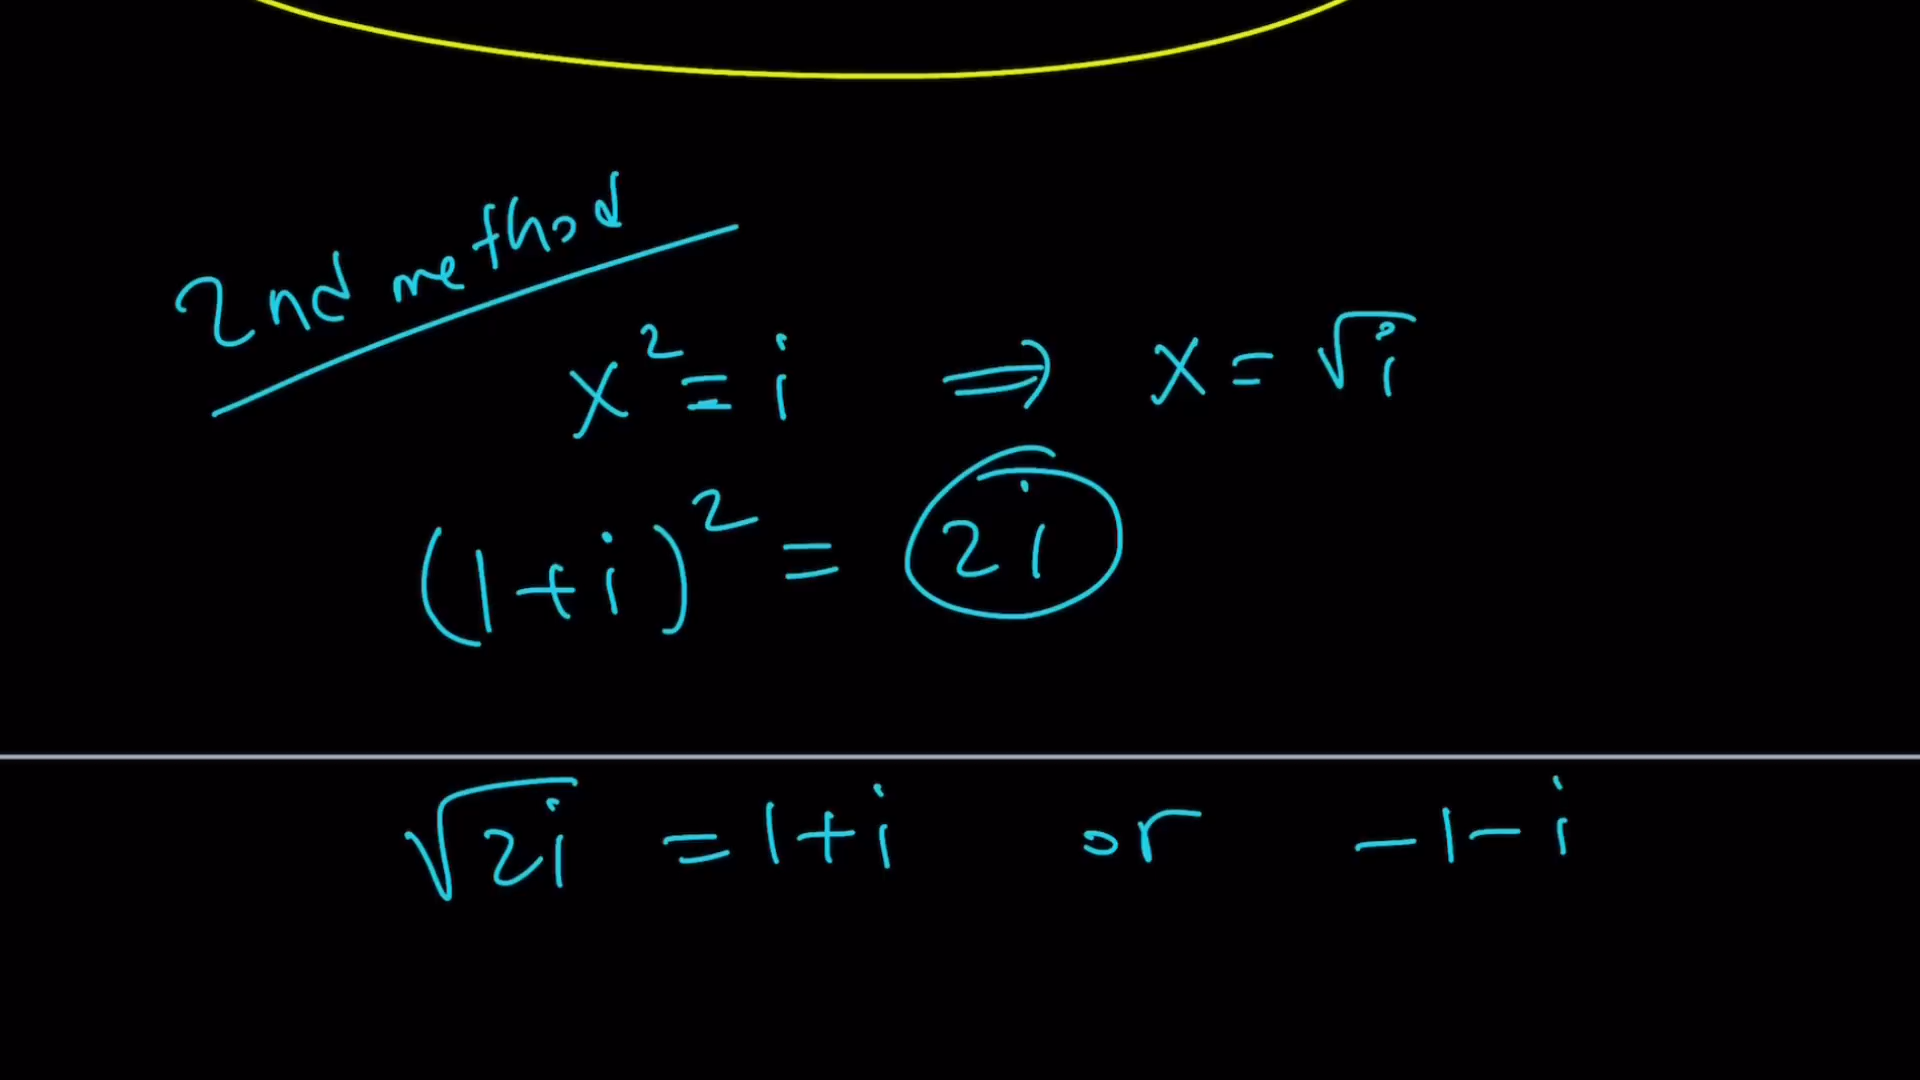 2nd method
x² = i ⇒ x = √i
(1+i)² = 2i
√2i = 1+i or -1-i